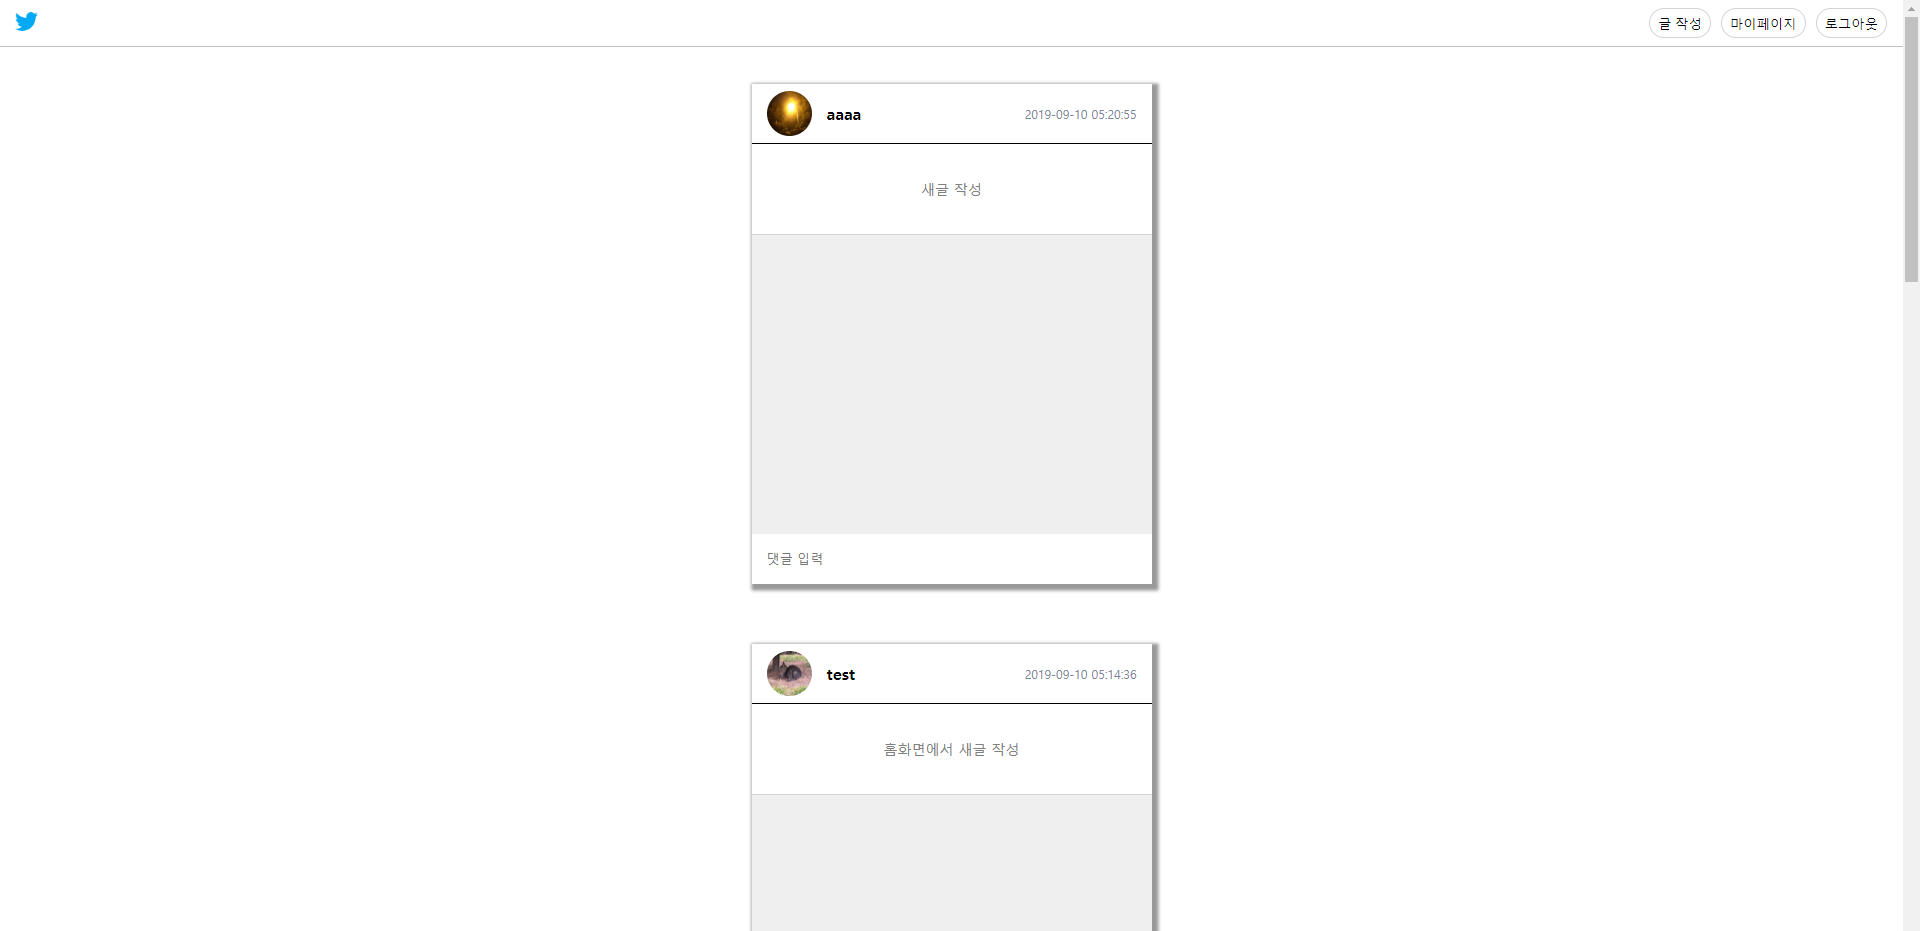 글 작성 마이페이지 로그아웃
aaaa 2019-09-10 05:20:55
새글 작성
댓글 입력
test 2019-09-10 05:14:36
홈화면에서 새글 작성